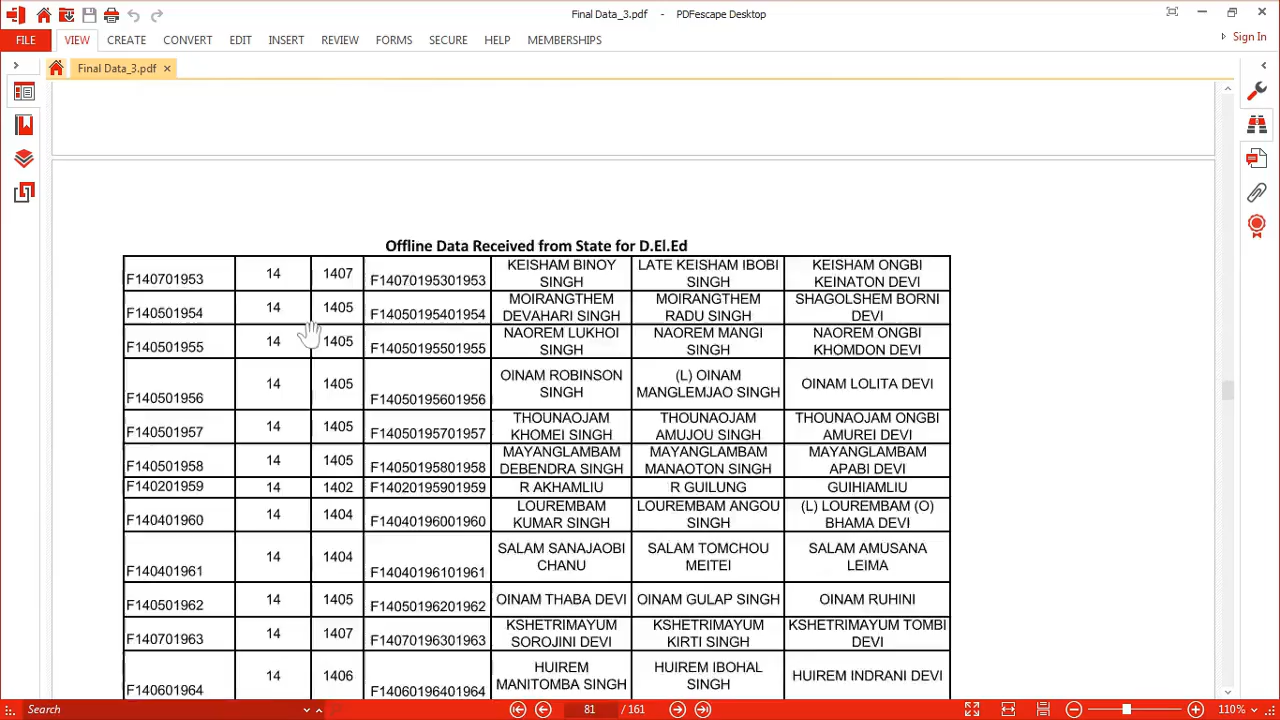 Final Data_3.pdf - PDFescape Desktop
FILE VIEW CREATE CONVERT EDIT INSERT REVIEW FORMS SECURE HELP MEMBERSHIPS Sign In
Final Data_3.pdf ×
Offline Data Received from State for D.El.Ed
F140701953 14 1407 F14070195301953 KEISHAM BINOY SINGH LATE KEISHAM IBOBI SINGH KEISHAM ONGBI KEINATON DEVI
F140501954 14 1405 F14050195401954 MOIRANGTHEM DEVAHARI SINGH MOIRANGTHEM RADU SINGH SHAGOLSHEM BORNI DEVI
F140501955 14 1405 F14050195501955 NAOREM LUKHOI SINGH NAOREM MANGI SINGH NAOREM ONGBI KHOMDON DEVI
F140501956 14 1405 F14050195601956 OINAM ROBINSON SINGH (L) OINAM MANGLEMJAO SINGH OINAM LOLITA DEVI
F140501957 14 1405 F14050195701957 THOUNAOJAM KHOMEI SINGH THOUNAOJAM AMUJOU SINGH THOUNAOJAM ONGBI AMUREI DEVI
F140501958 14 1405 F14050195801958 MAYANGLAMBAM DEBENDRA SINGH MAYANGLAMBAM MANAOTON SINGH MAYANGLAMBAM APABI DEVI
F140201959 14 1402 F14020195901959 R AKHAMLIU R GUILUNG GUIHIAMLIU
F140401960 14 1404 F14040196001960 LOUREMBAM KUMAR SINGH LOUREMBAM ANGOU SINGH (L) LOUREMBAM (O) BHAMA DEVI
F140401961 14 1404 F14040196101961 SALAM SANAJAOBI CHANU SALAM TOMCHOU MEITEI SALAM AMUSANA LEIMA
F140501962 14 1405 F14050196201962 OINAM THABA DEVI OINAM GULAP SINGH OINAM RUHINI
F140701963 14 1407 F14070196301963 KSHETRIMAYUM SOROJINI DEVI KSHETRIMAYUM KIRTI SINGH KSHETRIMAYUM TOMBI DEVI
F140601964 14 1406 F14060196401964 HUIREM MANITOMBA SINGH HUIREM IBOHAL SINGH HUIREM INDRANI DEVI
Search 81 / 161 110%